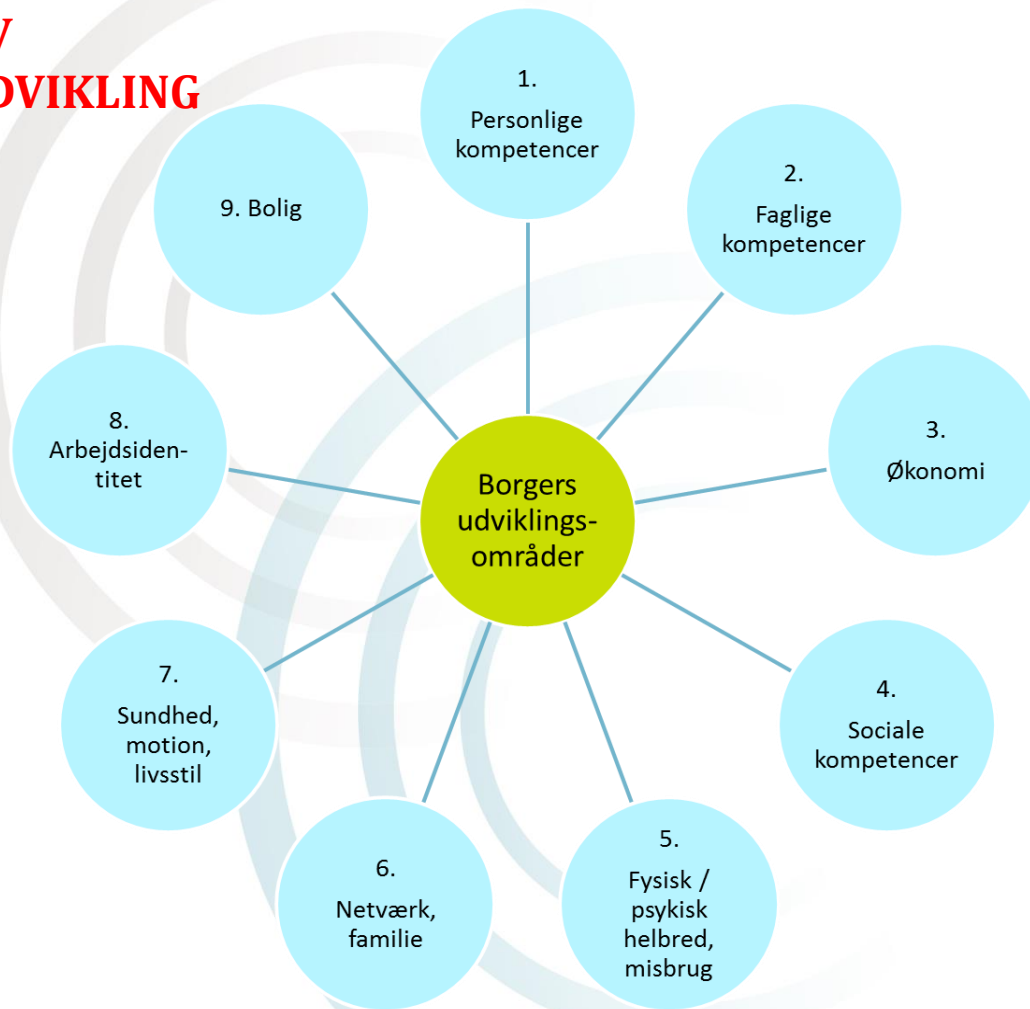 1.
Personlige
kompetencer
2.
Faglige
kompetencer
3.
Økonomi
4.
Sociale
kompetencer
5.
Fysisk /
psykisk
helbred,
misbrug
6.
Netværk,
familie
7.
Sundhed,
motion,
livsstil
8.
Arbejdsiden-
titet
9. Bolig
Borgers
udviklings-
områder